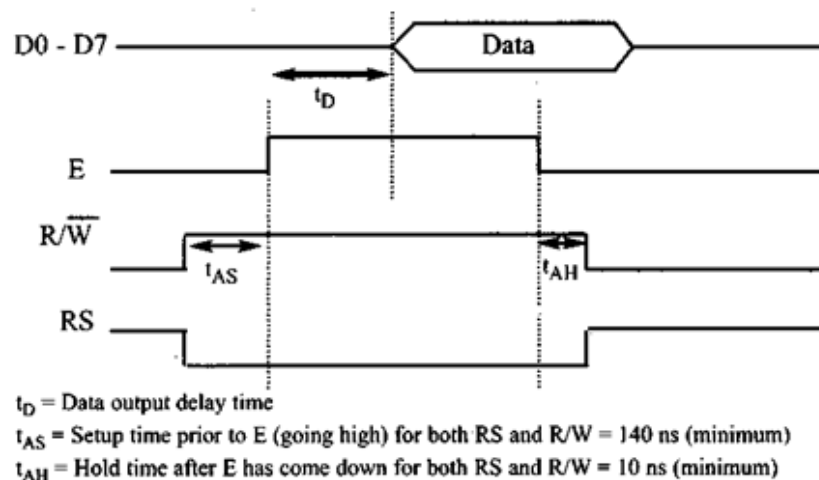 D0 - D7
Data
tD
E
R/W̅
tAS
tAH
RS
tD = Data output delay time
tAS = Setup time prior to E (going high) for both RS and R/W = 140 ns (minimum)
tAH = Hold time after E has come down for both RS and R/W = 10 ns (minimum)